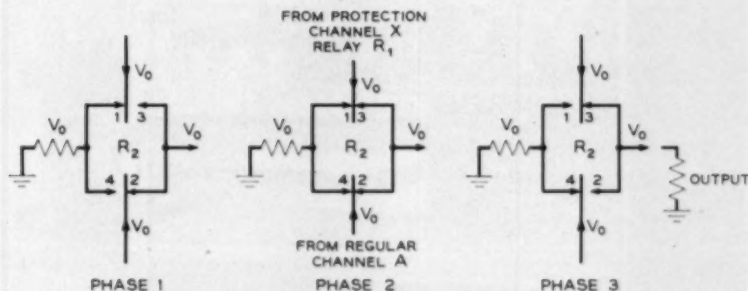 FROM PROTECTION
CHANNEL X
RELAY R1
V0
V0
V0
V0
1 3
V0
V0
1 3
V0
V0
1 3
V0
R2
R2
R2
4 2
4 2
4 2
OUTPUT
V0
V0
V0
FROM REGULAR
CHANNEL A
PHASE 1
PHASE 2
PHASE 3